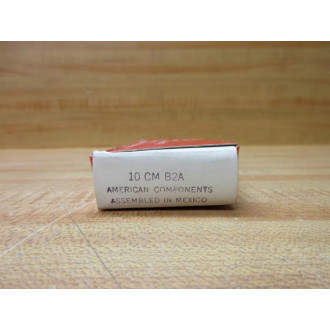 10 CM B2A
AMERICAN COMPONENTS
ASSEMBLED IN MEXICO